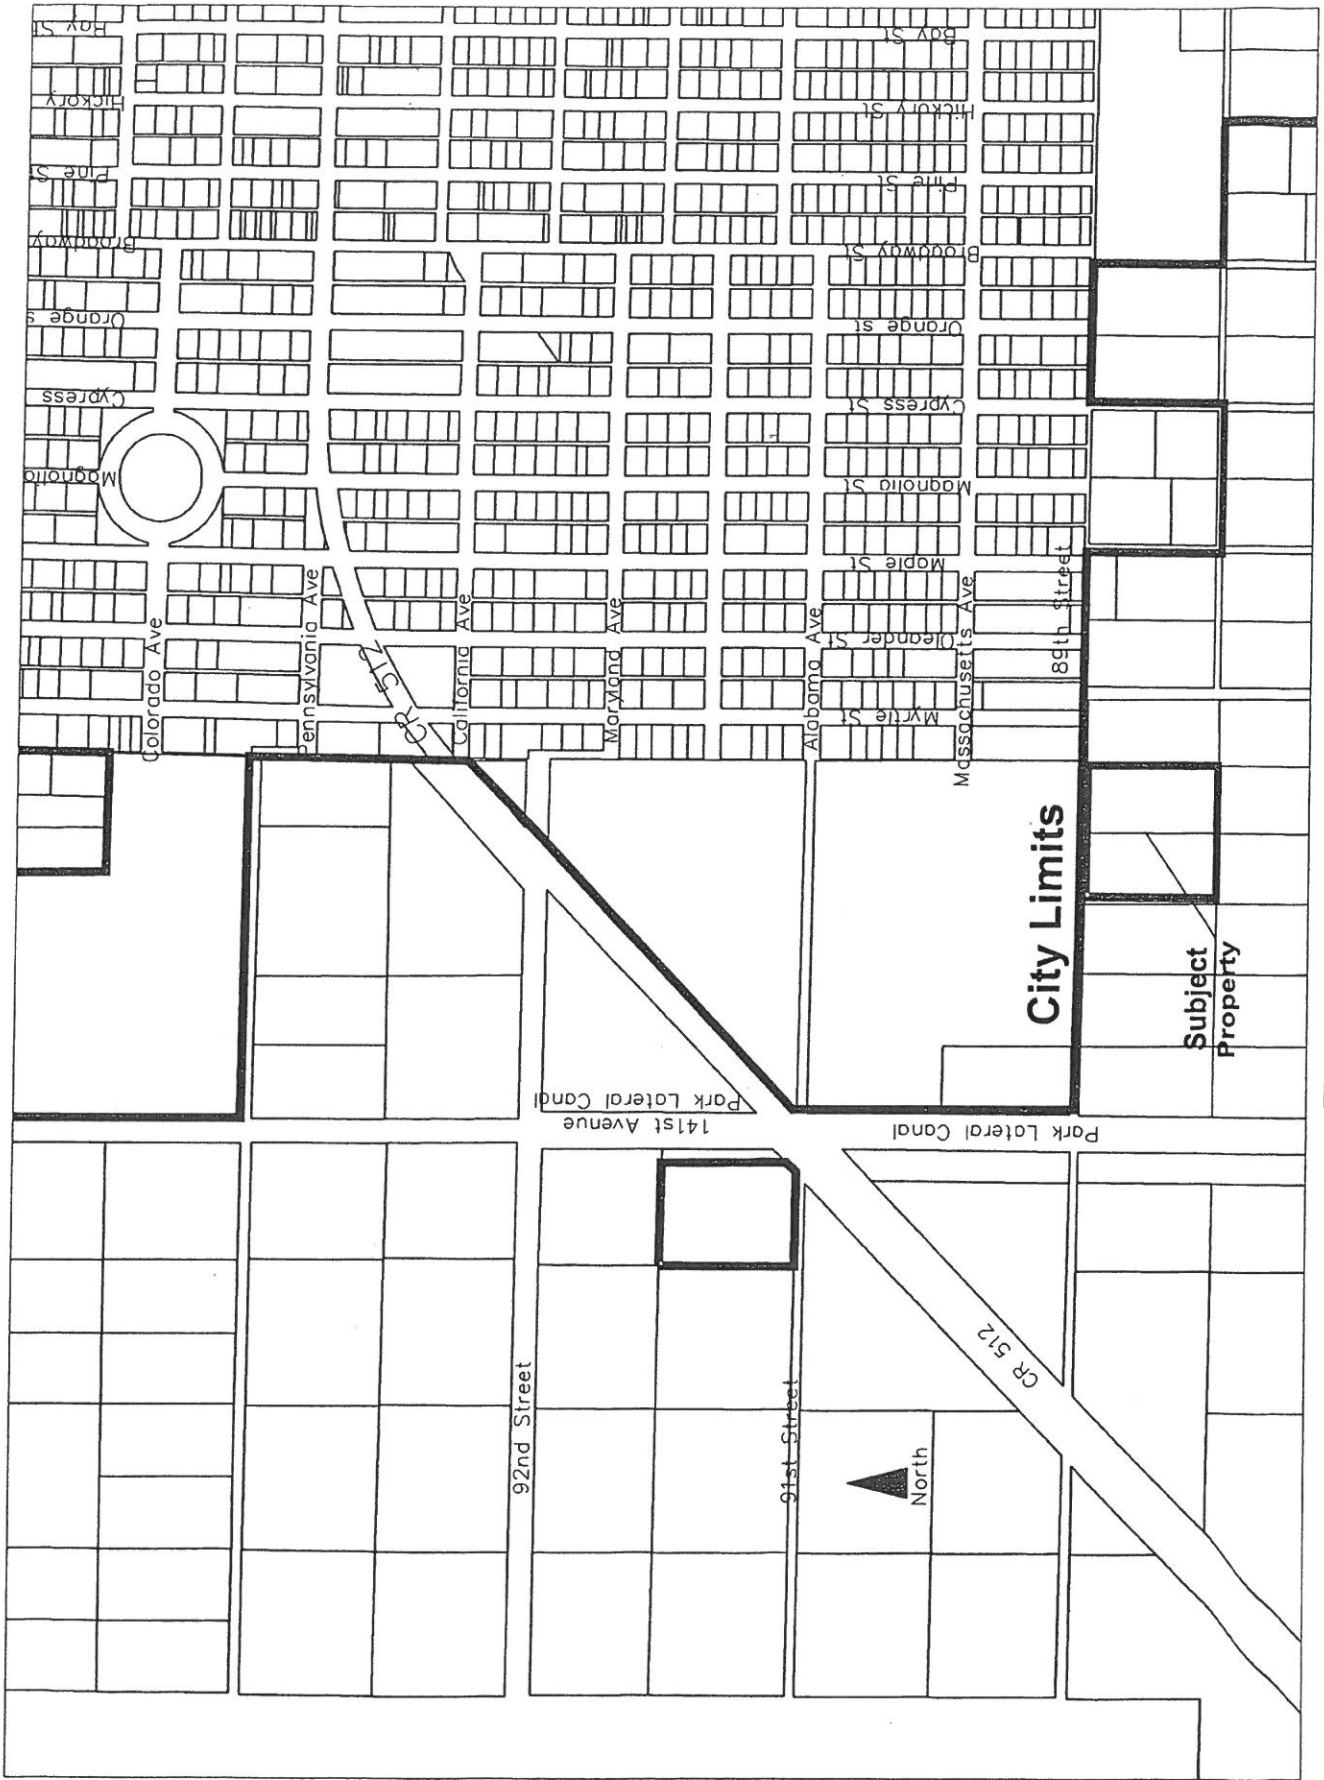 Bay St
Bay St
Hickory
Hickory St
Pine S
Pine St
Broadway
Broadway St
Orange s
Orange st
Cypress
Cypress St
Magnolia
Magnolia St
Maple St
Oleander St
Myrtle St
Colorado Ave
Pennsylvania Ave
CR 512
California Ave
Maryland Ave
Alabama Ave
Massachusetts Ave
89th Street
City Limits
Subject
Property
Park Lateral Canal
141st Avenue
Park Lateral Canal
92nd Street
91st Street
CR 512
North